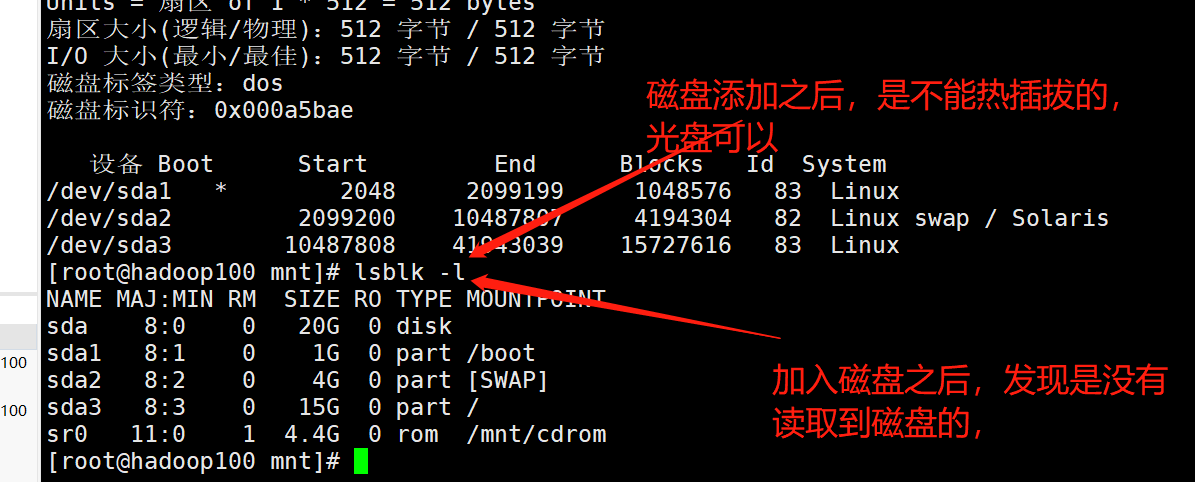 Units = 扇区 of 1 * 512 = 512 bytes
扇区大小(逻辑/物理)：512 字节 / 512 字节
I/O 大小(最小/最佳)：512 字节 / 512 字节
磁盘标签类型：dos
磁盘标识符：0x000a5bae
磁盘添加之后，是不能热插拔的，
光盘可以
设备 Boot Start End Blocks Id System
/dev/sda1 * 2048 2099199 1048576 83 Linux
/dev/sda2 2099200 10487807 4194304 82 Linux swap / Solaris
/dev/sda3 10487808 41943039 15727616 83 Linux
[root@hadoop100 mnt]# lsblk -l
NAME MAJ:MIN RM SIZE RO TYPE MOUNTPOINT
sda 8:0 0 20G 0 disk
sda1 8:1 0 1G 0 part /boot
sda2 8:2 0 4G 0 part [SWAP]
sda3 8:3 0 15G 0 part /
sr0 11:0 1 4.4G 0 rom /mnt/cdrom
[root@hadoop100 mnt]#
加入磁盘之后，发现是没有
读取到磁盘的，
100
100